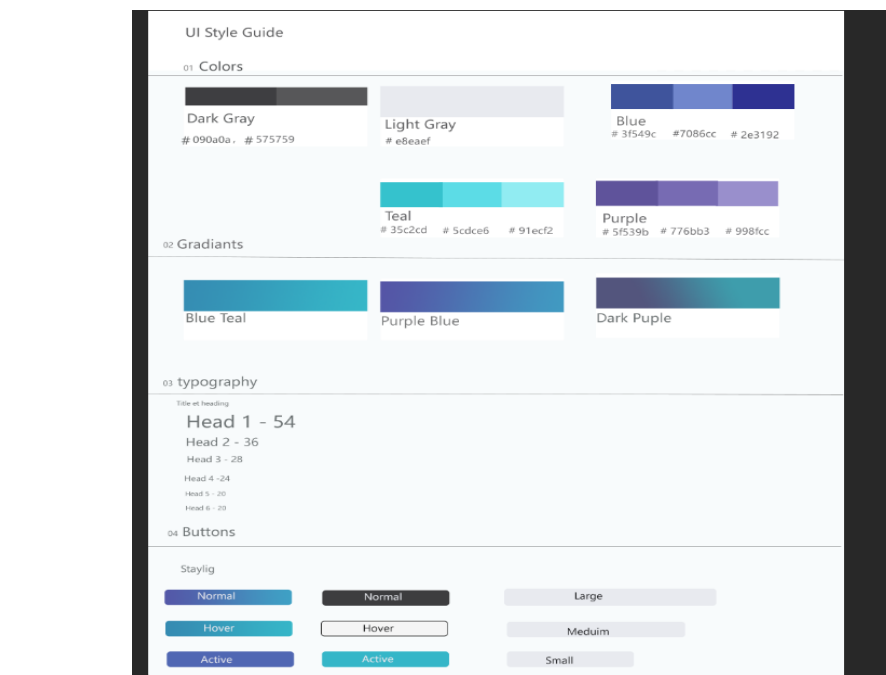 UI Style Guide
01 Colors
Dark Gray
# 090a0a. # 575759
Light Gray
# e8eaef
Blue
# 3f549c #7086cc # 2e3192
Teal
# 35c2cd # 5cdce6 # 91ecf2
Purple
# 5f539b # 776bb3 # 998fcc
02 Gradiants
Blue Teal
Purple Blue
Dark Puple
03 typography
Title et heading
Head 1 - 54
Head 2 - 36
Head 3 - 28
Head 4 -24
Head 5 - 20
Head 6 - 20
04 Buttons
Staylig
Normal
Normal
Large
Hover
Hover
Meduim
Active
Active
Small